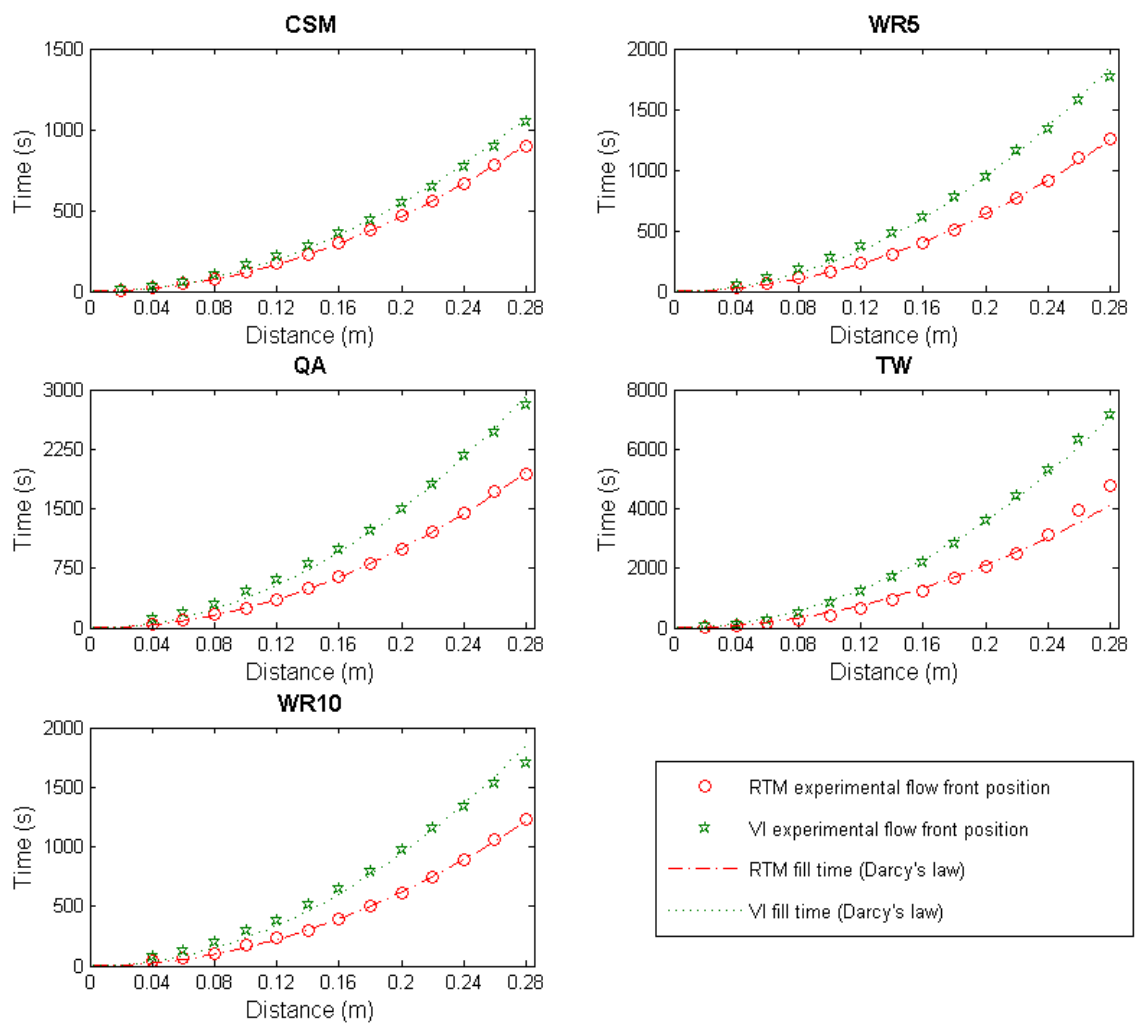 CSM
1500
1000
500
0
Time (s)
0 0.04 0.08 0.12 0.16 0.2 0.24 0.28
Distance (m)
WR5
2000
1500
1000
500
0
Time (s)
0 0.04 0.08 0.12 0.16 0.2 0.24 0.28
Distance (m)
QA
3000
2250
1500
750
0
Time (s)
0 0.04 0.08 0.12 0.16 0.2 0.24 0.28
Distance (m)
TW
8000
6000
4000
2000
0
Time (s)
0 0.04 0.08 0.12 0.16 0.2 0.24 0.28
Distance (m)
WR10
2000
1500
1000
500
0
Time (s)
0 0.04 0.08 0.12 0.16 0.2 0.24 0.28
Distance (m)
RTM experimental flow front position
VI experimental flow front position
RTM fill time (Darcy's law)
VI fill time (Darcy's law)